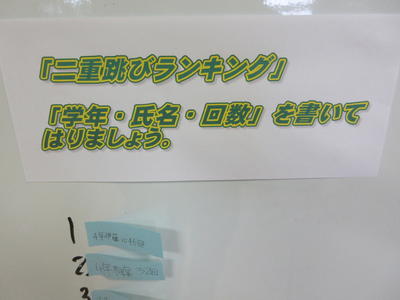 『二重跳びランキング』
『学年・氏名・回数』を書いて
はりましょう。
1
2
3